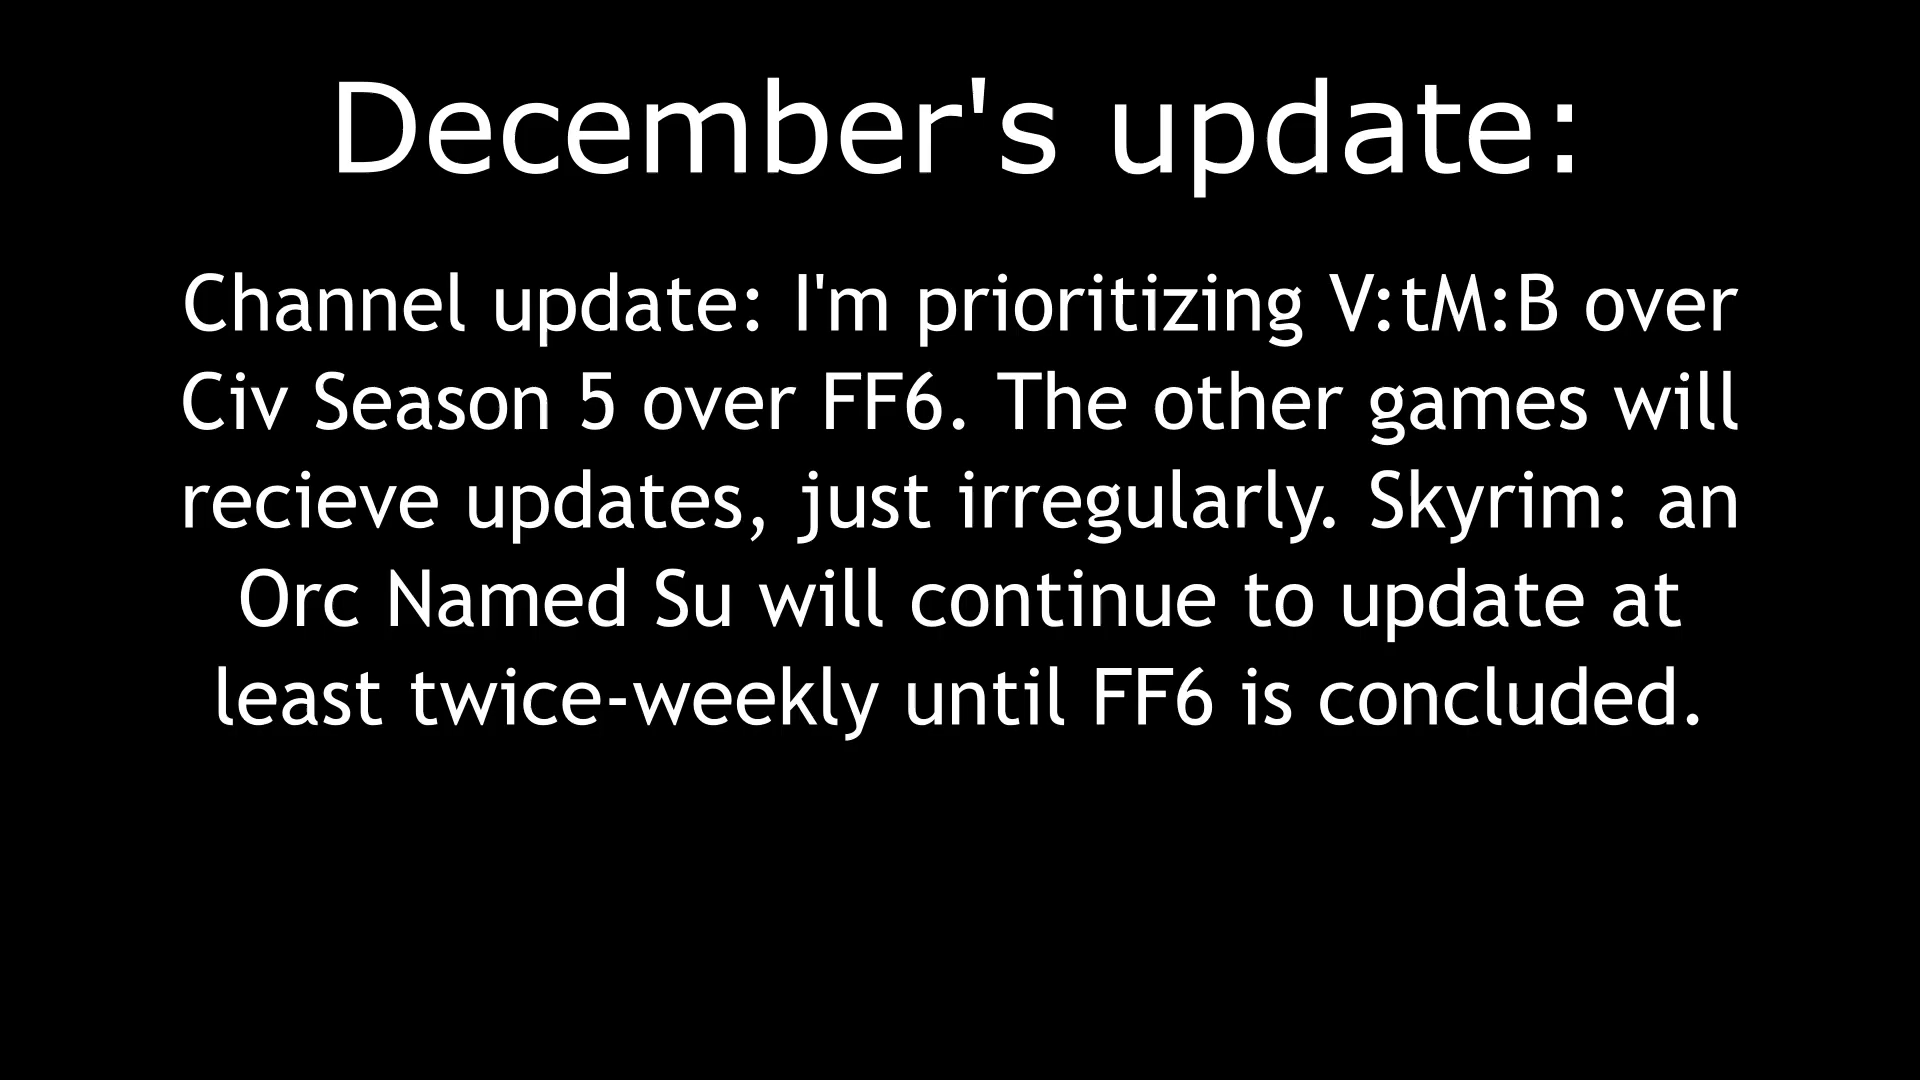 December's update:
Channel update: I'm prioritizing V:tM:B over
Civ Season 5 over FF6. The other games will
recieve updates, just irregularly. Skyrim: an
Orc Named Su will continue to update at
least twice-weekly until FF6 is concluded.